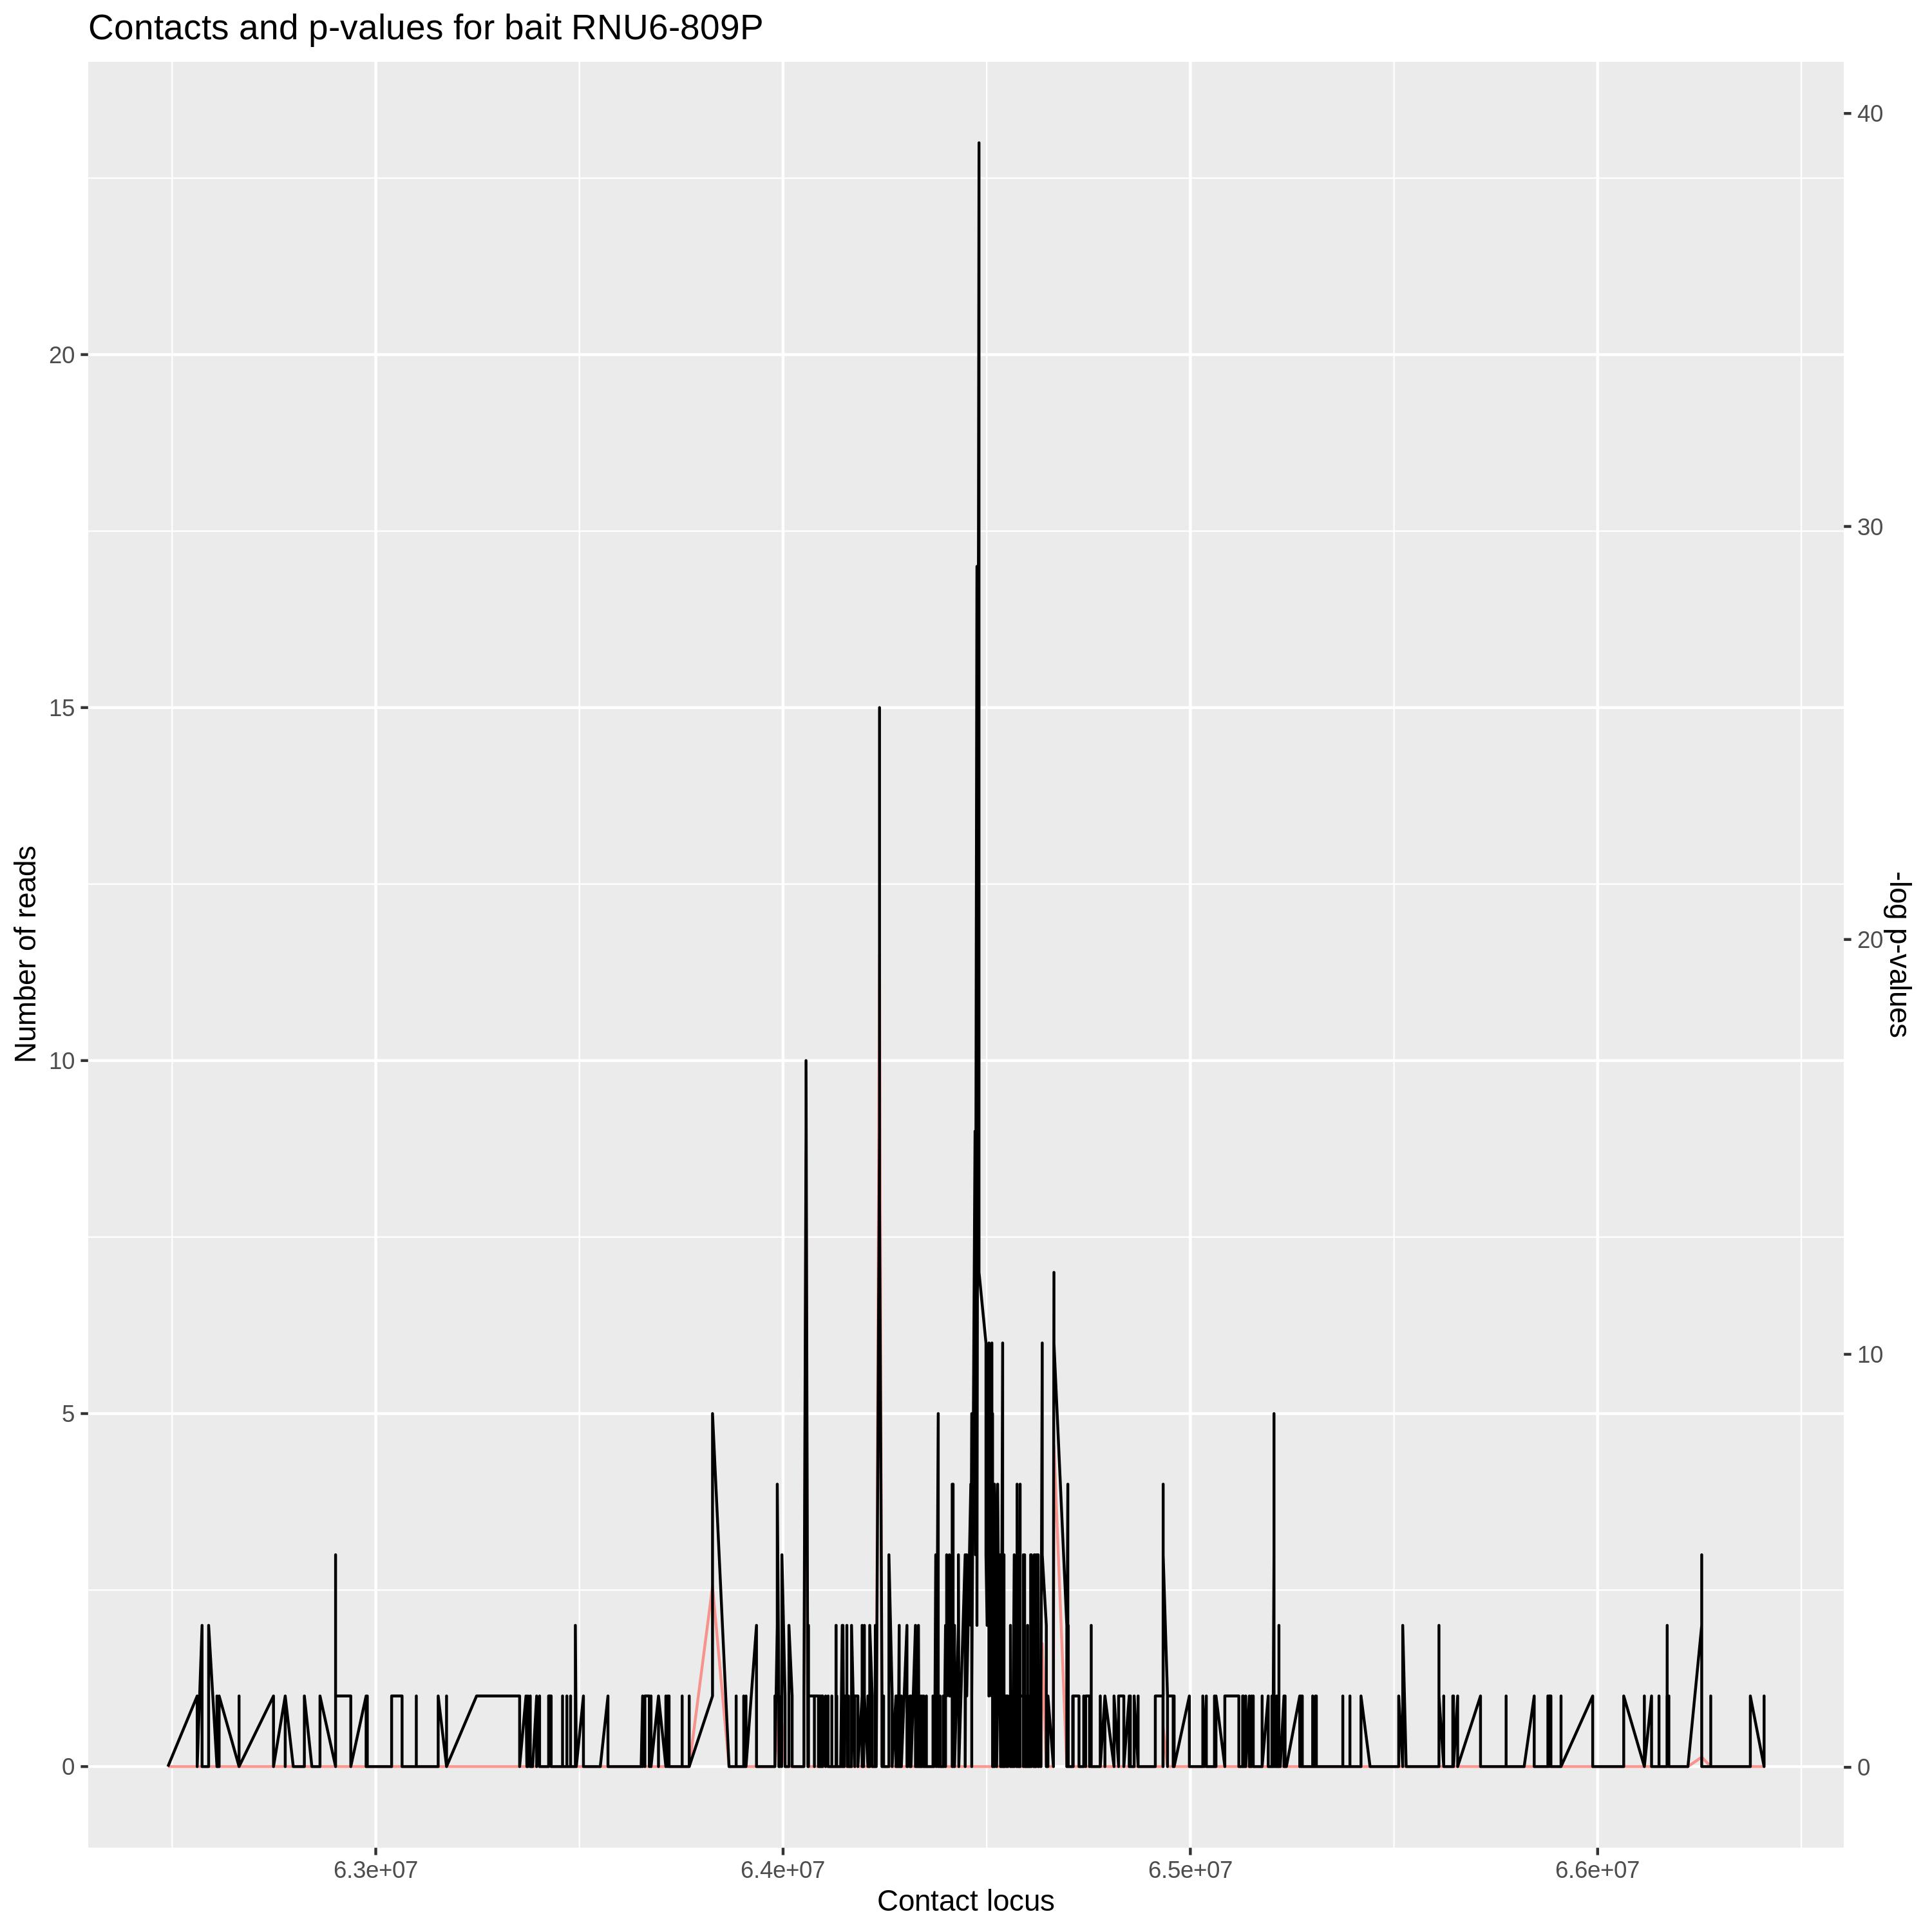 Contacts and p-values for bait RNU6-809P
40
30
20
10
0
20
15
10
5
0
Number of reads
-log p-values
6.3e+07 6.4e+07 6.5e+07 6.6e+07
Contact locus